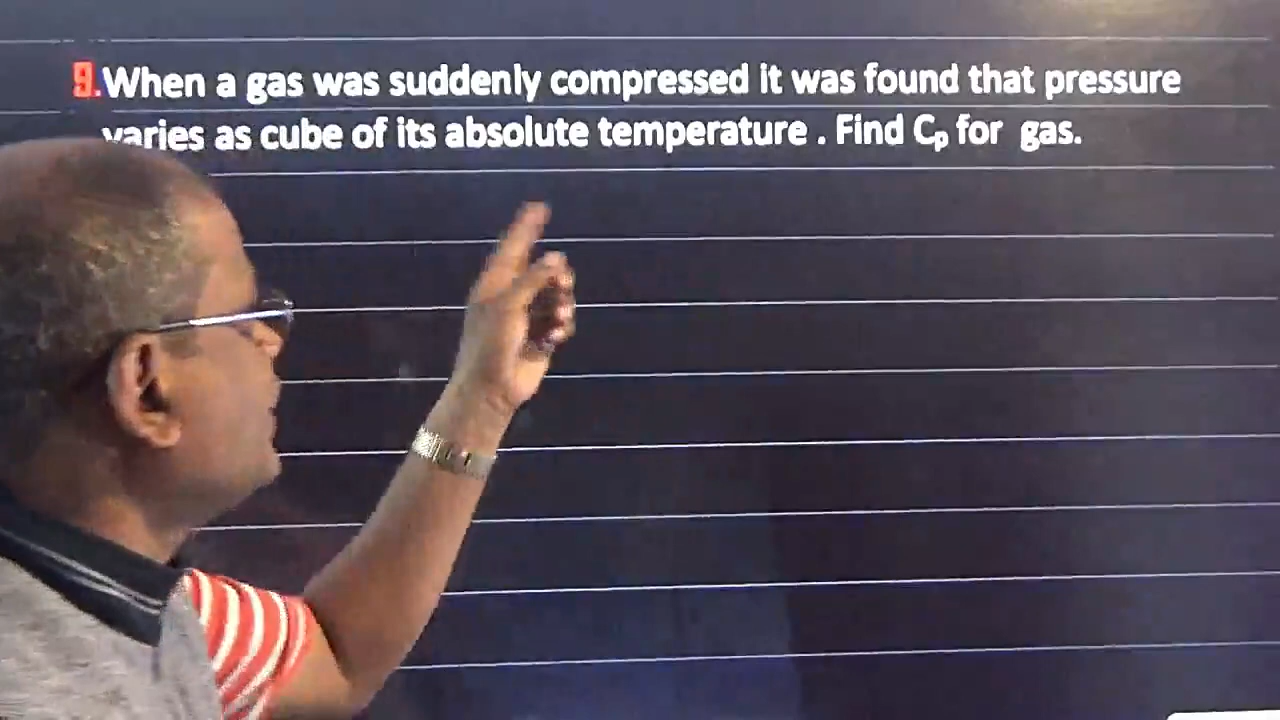 9.When a gas was suddenly compressed it was found that pressure
varies as cube of its absolute temperature . Find Cₚ for gas.